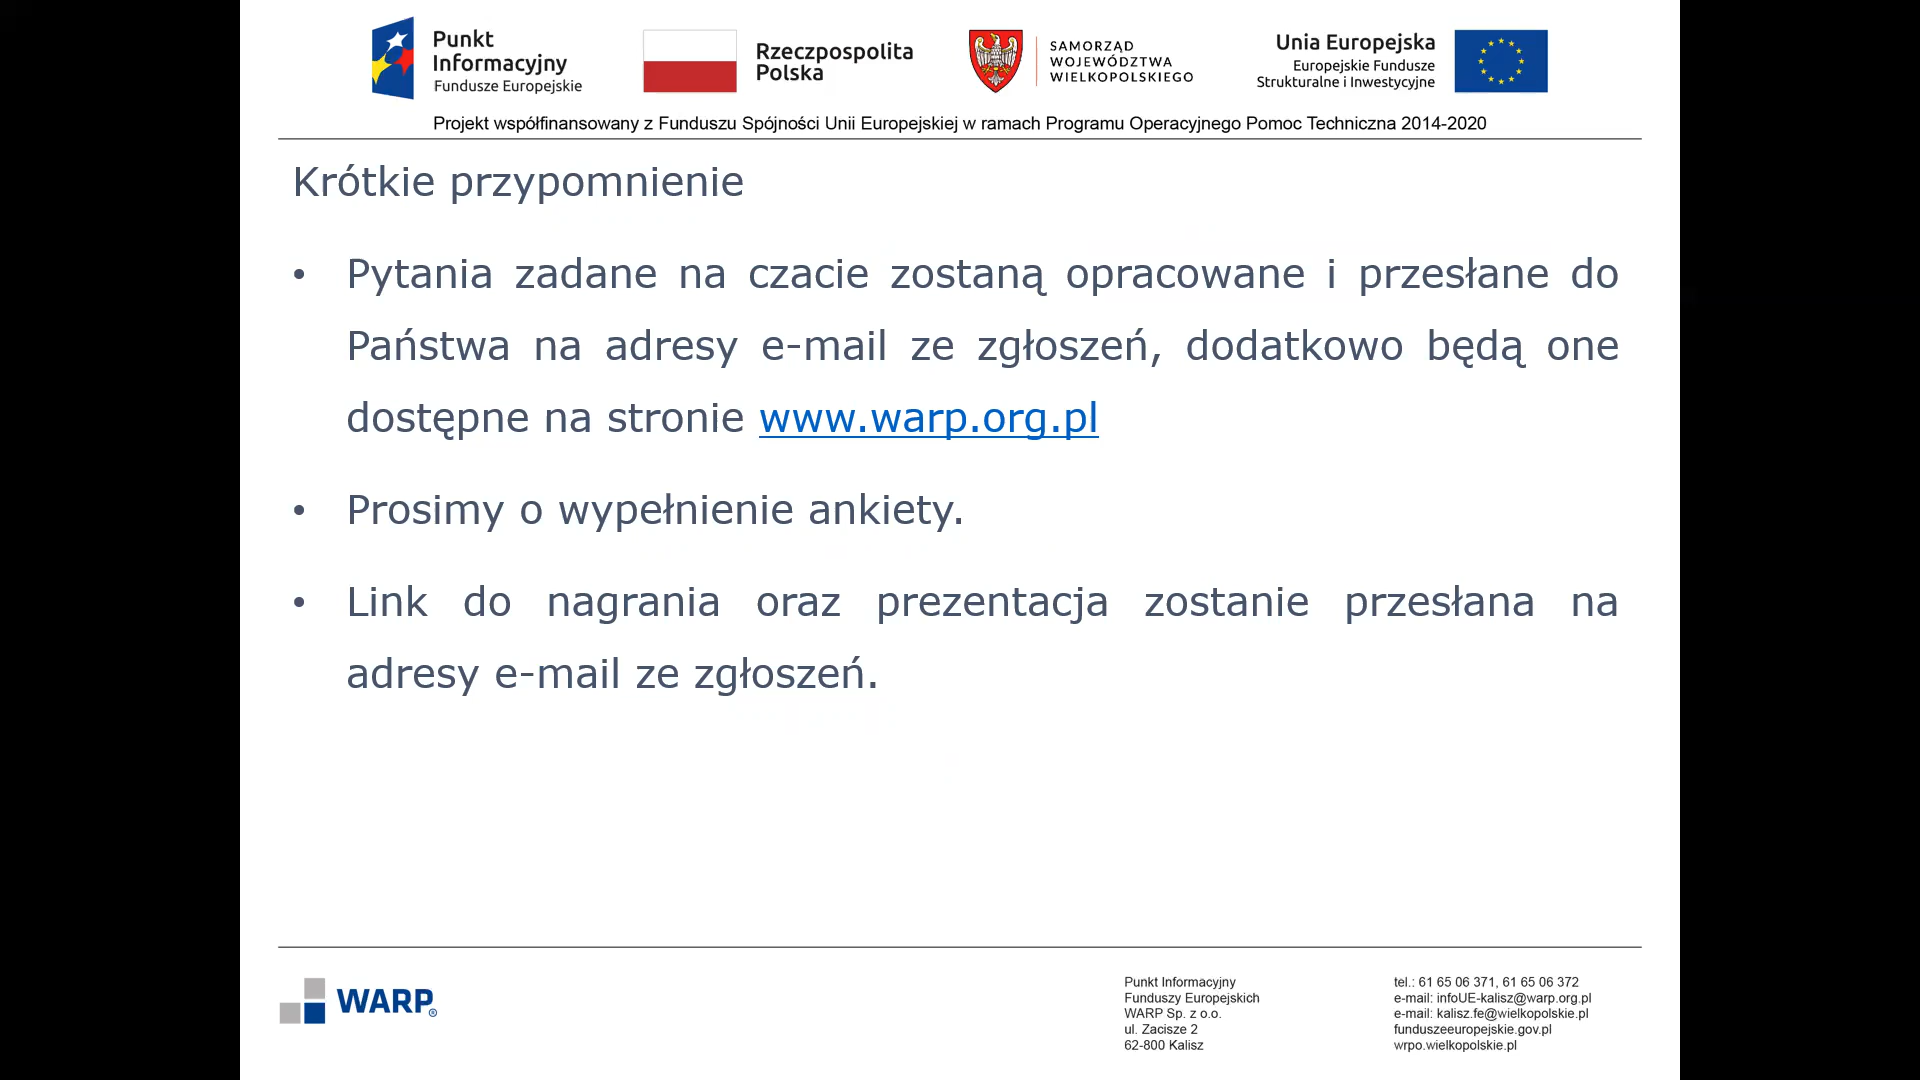 Punkt
Informacyjny
Fundusze Europejskie
Rzeczpospolita
Polska
SAMORZĄD
WOJEWÓDZTWA
WIELKOPOLSKIEGO
Unia Europejska
Europejskie Fundusze
Strukturalne i Inwestycyjne
Projekt współfinansowany z Funduszu Spójności Unii Europejskiej w ramach Programu Operacyjnego Pomoc Techniczna 2014-2020
Krótkie przypomnienie
• Pytania zadane na czacie zostaną opracowane i przesłane do
Państwa na adresy e-mail ze zgłoszeń, dodatkowo będą one
dostępne na stronie www.warp.org.pl
• Prosimy o wypełnienie ankiety.
• Link do nagrania oraz prezentacja zostanie przesłana na
adresy e-mail ze zgłoszeń.
WARP®
Punkt Informacyjny
Funduszy Europejskich
WARP Sp. z o.o.
ul. Zacisze 2
62-800 Kalisz
tel.: 61 65 06 371, 61 65 06 372
e-mail: infoUE-kalisz@warp.org.pl
e-mail: kalisz.fe@wielkopolskie.pl
funduszeeuropejskie.gov.pl
wrpo.wielkopolskie.pl